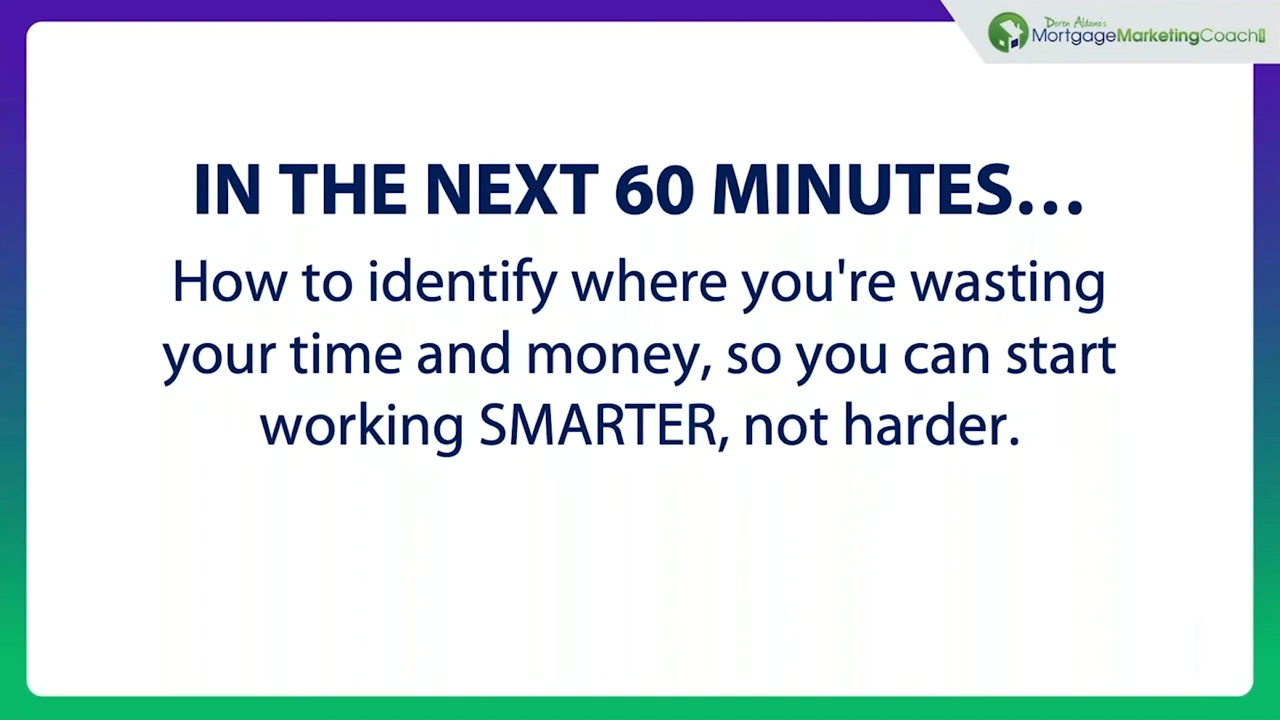 Doren Aldana's
MortgageMarketingCoach
IN THE NEXT 60 MINUTES…
How to identify where you're wasting
your time and money, so you can start
working SMARTER, not harder.